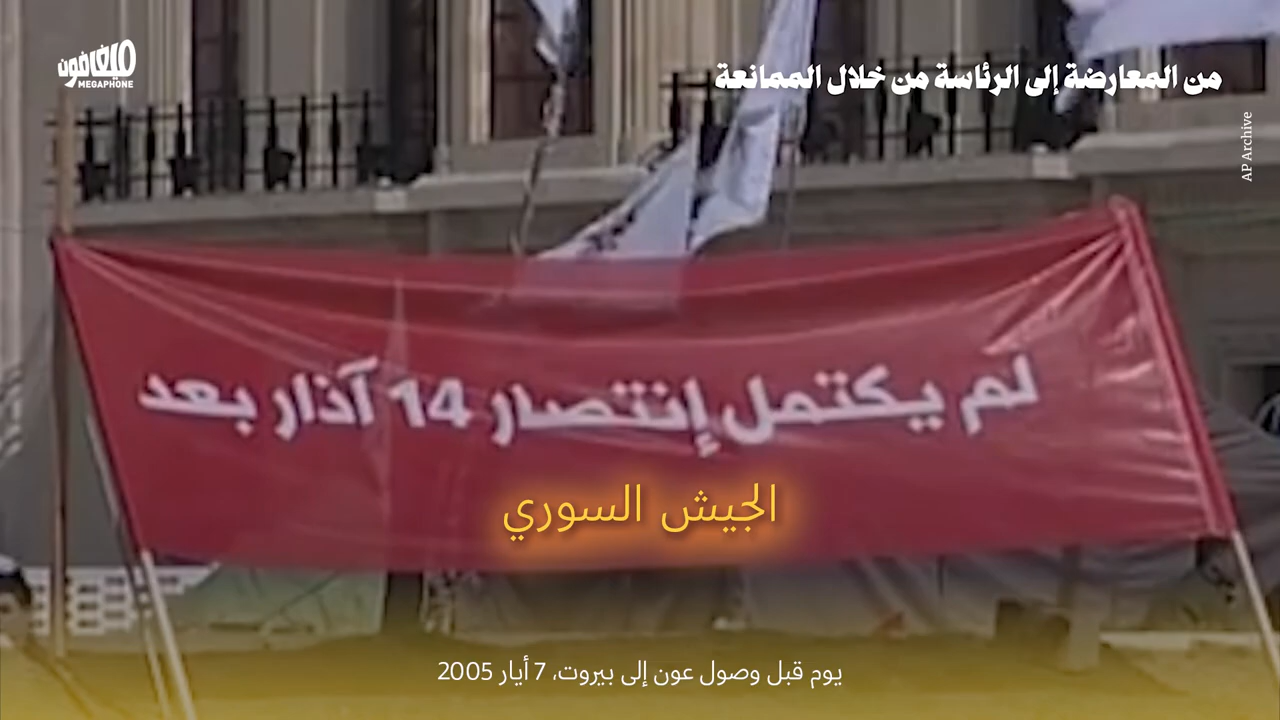 ميغافون
MEGAPHONE
من المعارضة إلى الرئاسة من خلال الممانعة
AP Archive
لم يكتمل إنتصار 14 آذار بعد
الجيش السوري
يوم قبل وصول عون إلى بيروت، 7 أيار 2005